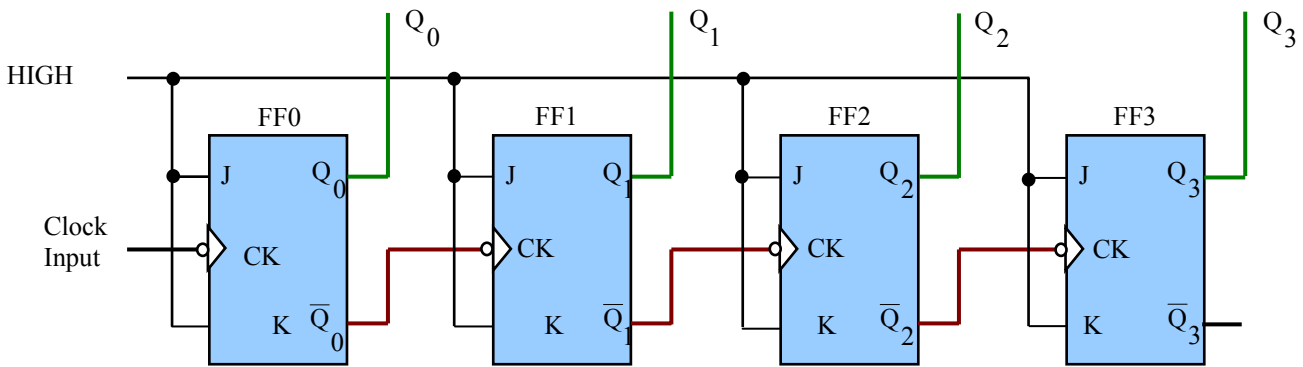 Q0 Q1 Q2 Q3
HIGH
FF0 FF1 FF2 FF3
J Q0 J Q1 J Q2 J Q3
Clock
Input
CK CK CK CK
K Q̅0 K Q̅1 K Q̅2 K Q̅3